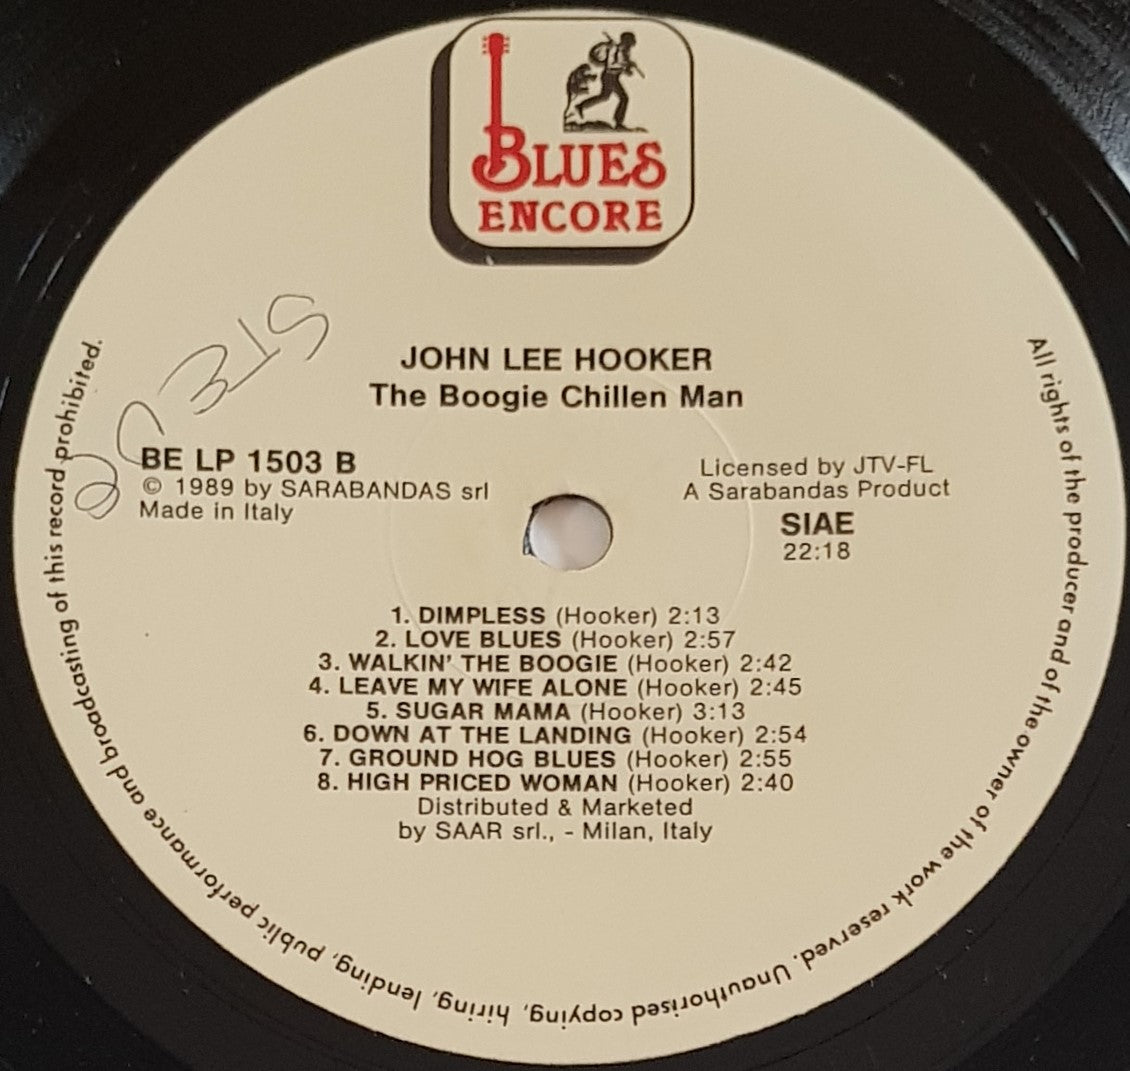 BLUES
ENCORE
JOHN LEE HOOKER
The Boogie Chillen Man
BE LP 1503 B
© 1989 by SARABANDAS srl
Made in Italy
Licensed by JTV-FL
A Sarabandas Product
SIAE
22:18
1. DIMPLESS (Hooker) 2:13
2. LOVE BLUES (Hooker) 2:57
3. WALKIN' THE BOOGIE (Hooker) 2:42
4. LEAVE MY WIFE ALONE (Hooker) 2:45
5. SUGAR MAMA (Hooker) 3:13
6. DOWN AT THE LANDING (Hooker) 2:54
7. GROUND HOG BLUES (Hooker) 2:55
8. HIGH PRICED WOMAN (Hooker) 2:40
Distributed & Marketed
by SAAR srl., - Milan, Italy
All rights of the producer and of the owner of the work reserved. Unauthorised copying, hiring, lending, public performance and broadcasting of this record prohibited.